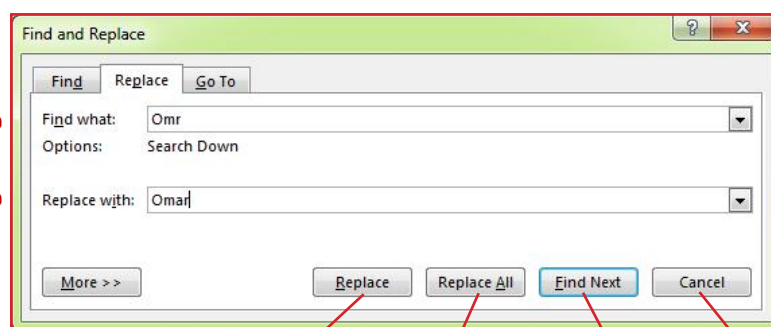 Find and Replace
Find Replace Go To
Find what: Omr
Options: Search Down
Replace with: Omar
More >> Replace Replace All Find Next Cancel